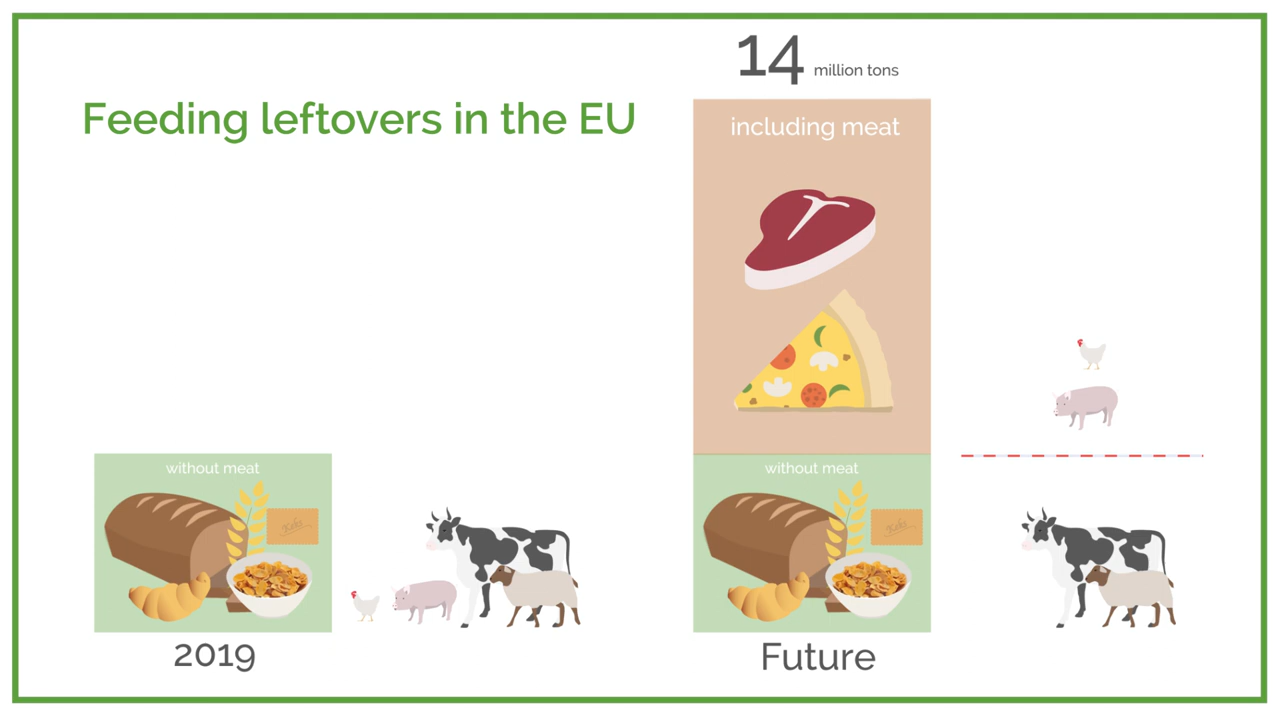 14 million tons
Feeding leftovers in the EU
including meat
without meat
without meat
2019
Future